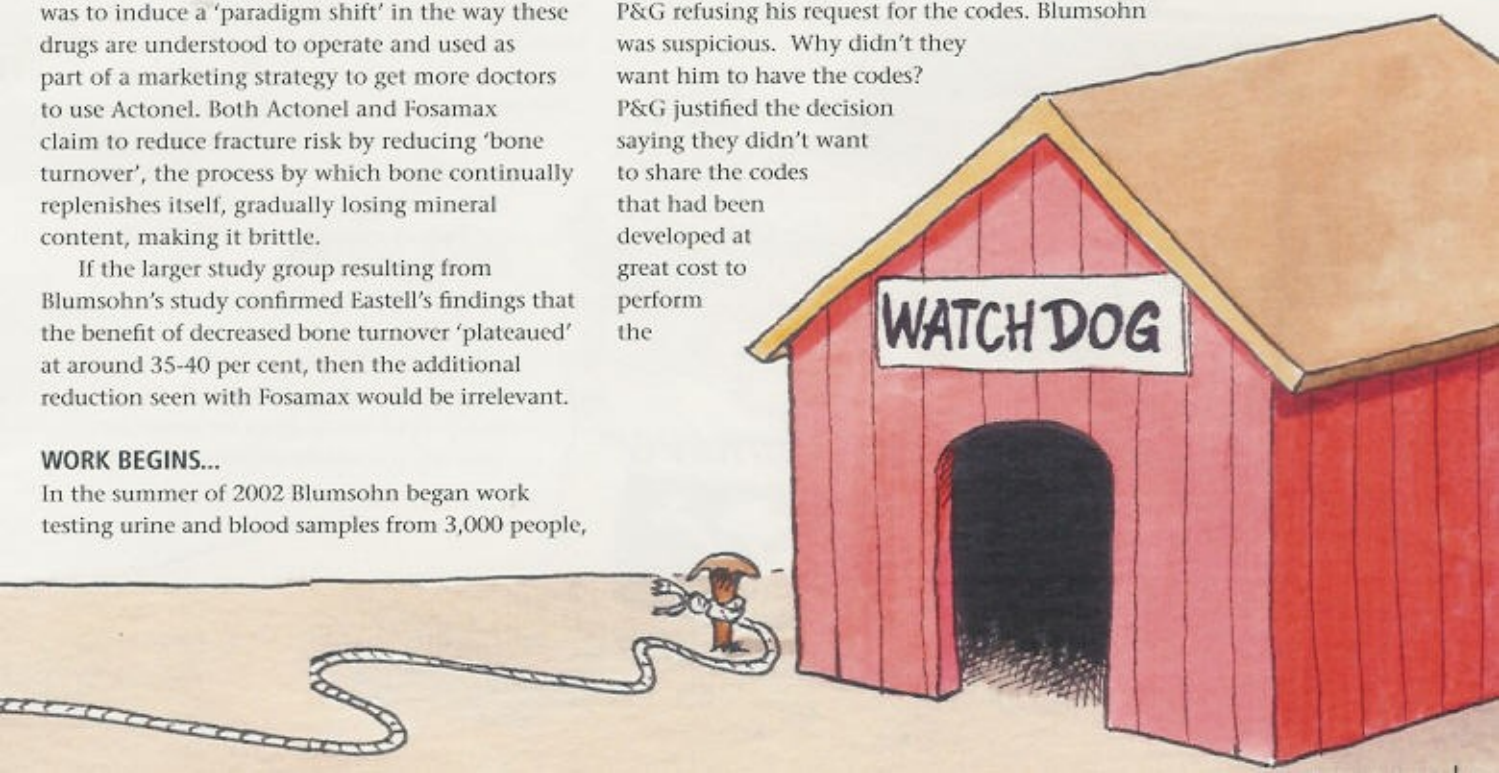 was to induce a ‘paradigm shift’ in the way these
drugs are understood to operate and used as
part of a marketing strategy to get more doctors
to use Actonel. Both Actonel and Fosamax
claim to reduce fracture risk by reducing ‘bone
turnover’, the process by which bone continually
replenishes itself, gradually losing mineral
content, making it brittle.
If the larger study group resulting from
Blumsohn’s study confirmed Eastell’s findings that
the benefit of decreased bone turnover ‘plateaued’
at around 35-40 per cent, then the additional
reduction seen with Fosamax would be irrelevant.
WORK BEGINS...
In the summer of 2002 Blumsohn began work
testing urine and blood samples from 3,000 people,
P&G refusing his request for the codes. Blumsohn
was suspicious. Why didn’t they
want him to have the codes?
P&G justified the decision
saying they didn’t want
to share the codes
that had been
developed at
great cost to
perform
the
WATCH DOG